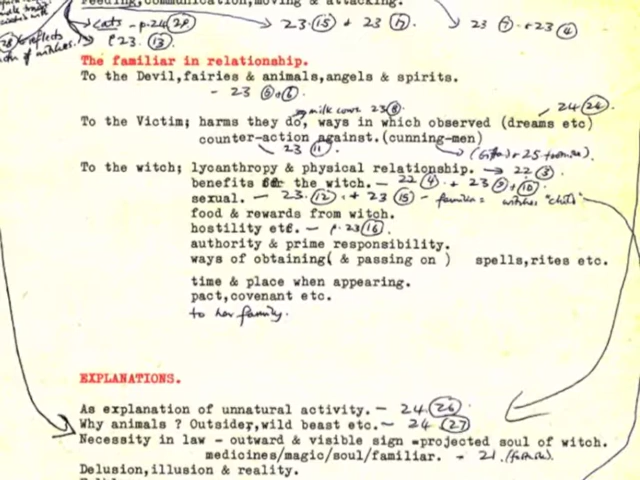 Feeding,communication,moving & attacking.
cats - p.24 (28) 23 (15) + 23 (17) 23 (7) + 23 (4)
23 (13)
The familiar in relationship.
To the Devil,fairies & animals,angels & spirits.
- 23 (5)+(6)
milk cows 23 (8) 24 (24)
To the Victim; harms they do, ways in which observed (dreams etc)
counter-action against.(cunning-men)
23 (11)
To the witch; lycanthropy & physical relationship. → 22 (3)
benefits for the witch. — 22 (4) + 23 (9)+(10)
sexual. — 23 (12) + 23 (15) - familiar = witches "child"
food & rewards from witch.
hostility etc. — p.23 (16)
authority & prime responsibility.
ways of obtaining( & passing on ) spells,rites etc.
time & place when appearing.
pact,covenant etc.
to her family.
EXPLANATIONS.
As explanation of unnatural activity. — 24 (26)
Why animals ? Outsider,wild beast etc. — 24 (27)
Necessity in law - outward & visible sign =projected soul of witch.
medicines/magic/soul/familiar. + 21
Delusion,illusion & reality.